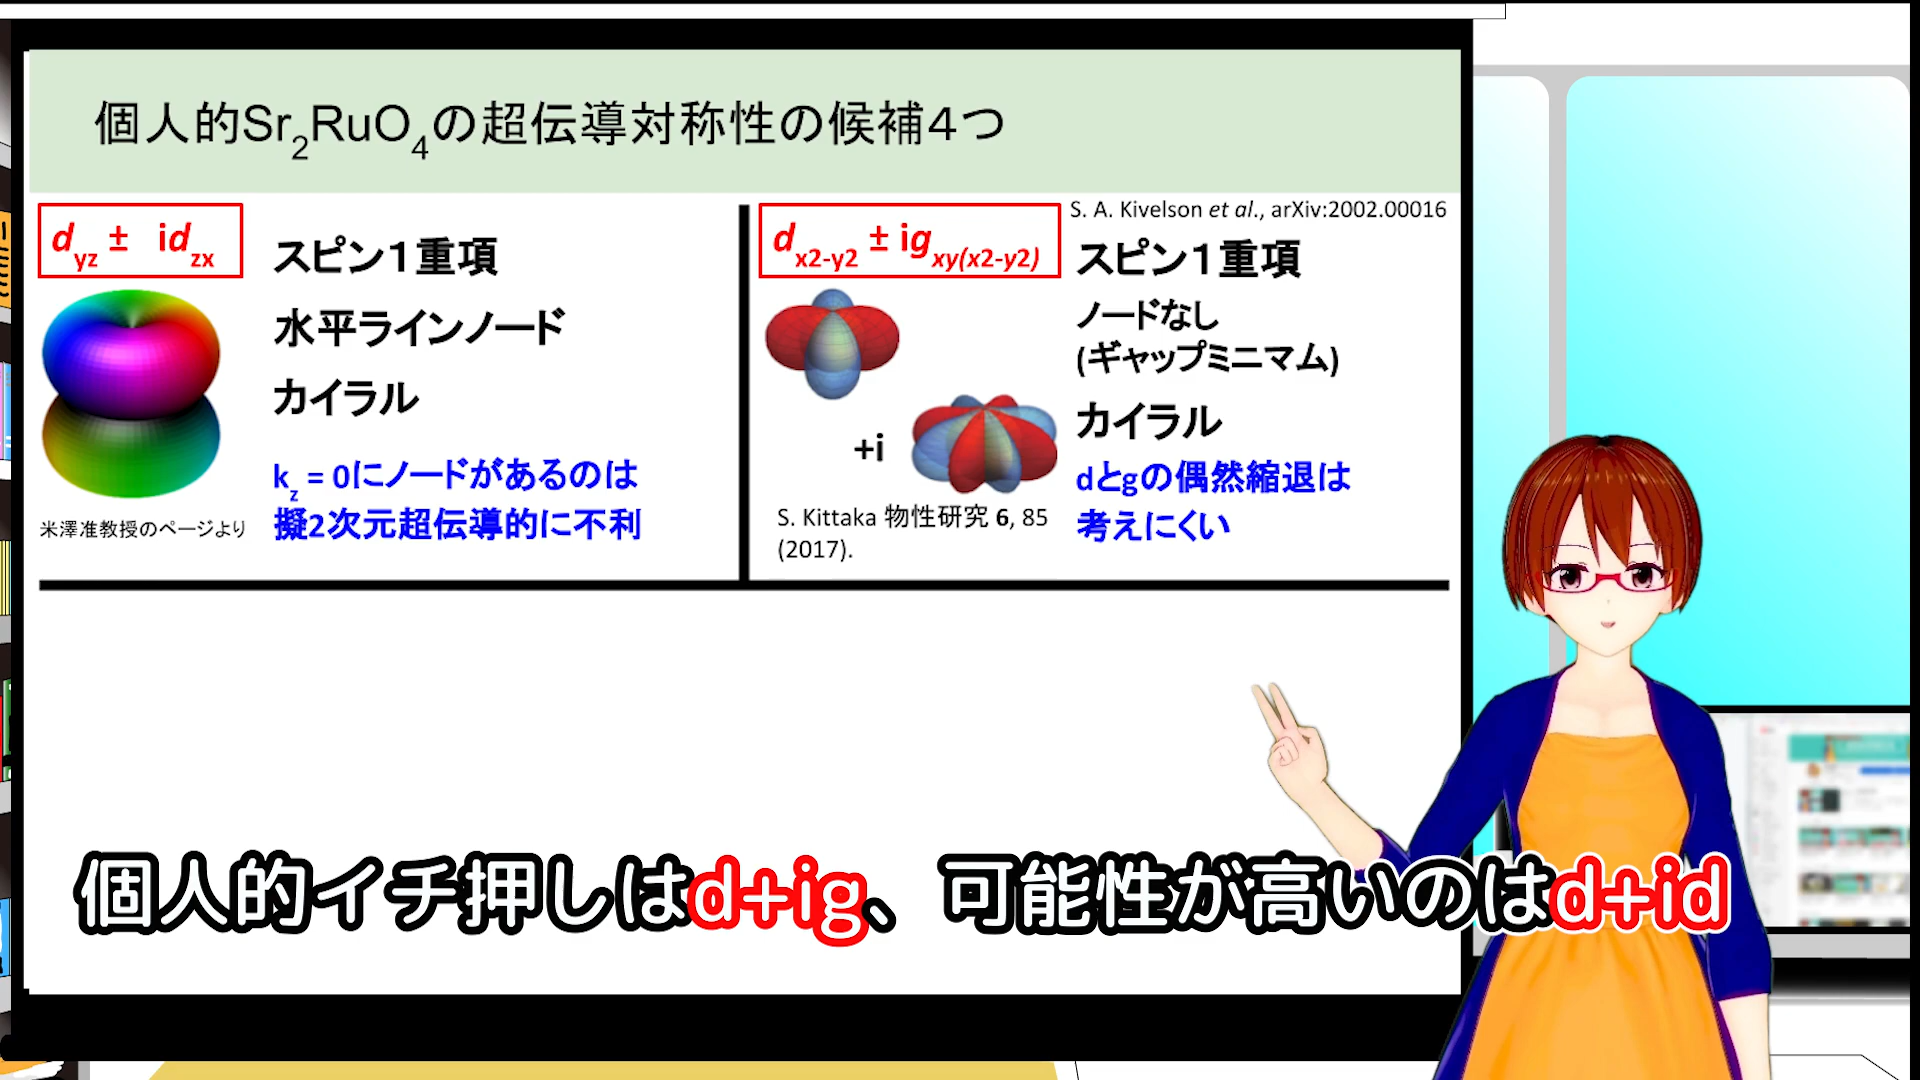 個人的Sr2RuO4の超伝導対称性の候補４つ
dyz ± idzx
スピン１重項
水平ラインノード
カイラル
kz = 0にノードがあるのは
擬2次元超伝導的に不利
米澤准教授のページより
S. A. Kivelson et al., arXiv:2002.00016
dx2-y2 ± igxy(x2-y2)
スピン１重項
ノードなし
(ギャップミニマム)
カイラル
dとgの偶然縮退は
考えにくい
+i
S. Kittaka 物性研究 6, 85
(2017).
個人的イチ押しはd+ig、可能性が高いのはd+id